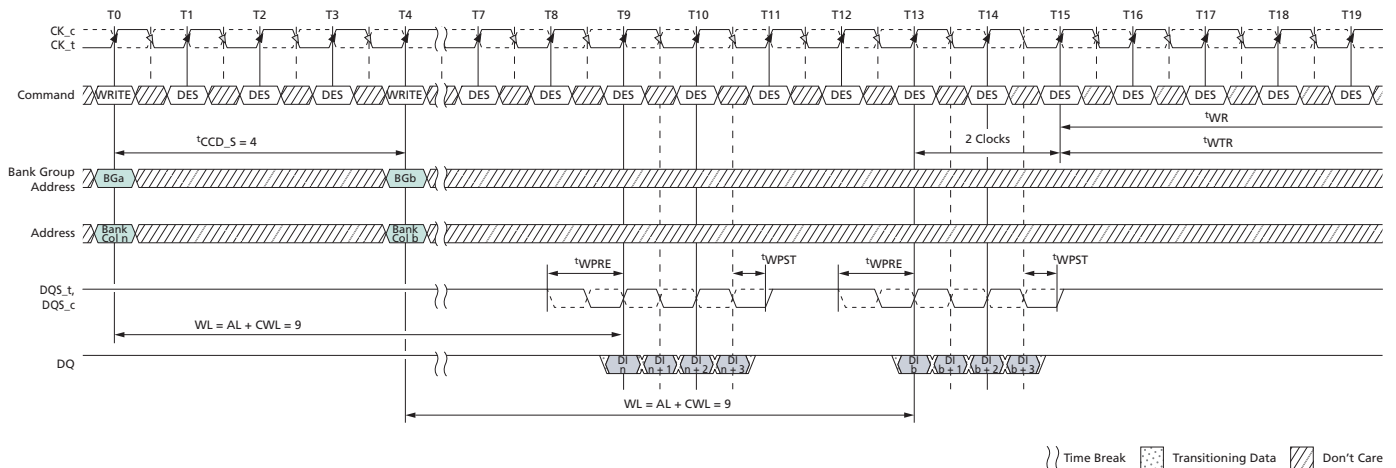 T0 T1 T2 T3 T4 T7 T8 T9 T10 T11 T12 T13 T14 T15 T16 T17 T18 T19
CK_c
CK_t
Command WRITE DES DES DES WRITE DES DES DES DES DES DES DES DES DES DES DES DES DES
tWR
tCCD_S = 4
2 Clocks
tWTR
Bank Group
Address
BGa
BGb
Address
Bank
Col n
Bank
Col b
tWPRE
tWPST
tWPRE
tWPST
DQS_t,
DQS_c
WL = AL + CWL = 9
DQ
DI
n
DI
n + 1
DI
n + 2
DI
n + 3
DI
b
DI
b + 1
DI
b + 2
DI
b + 3
WL = AL + CWL = 9
Time Break
Transitioning Data
Don't Care